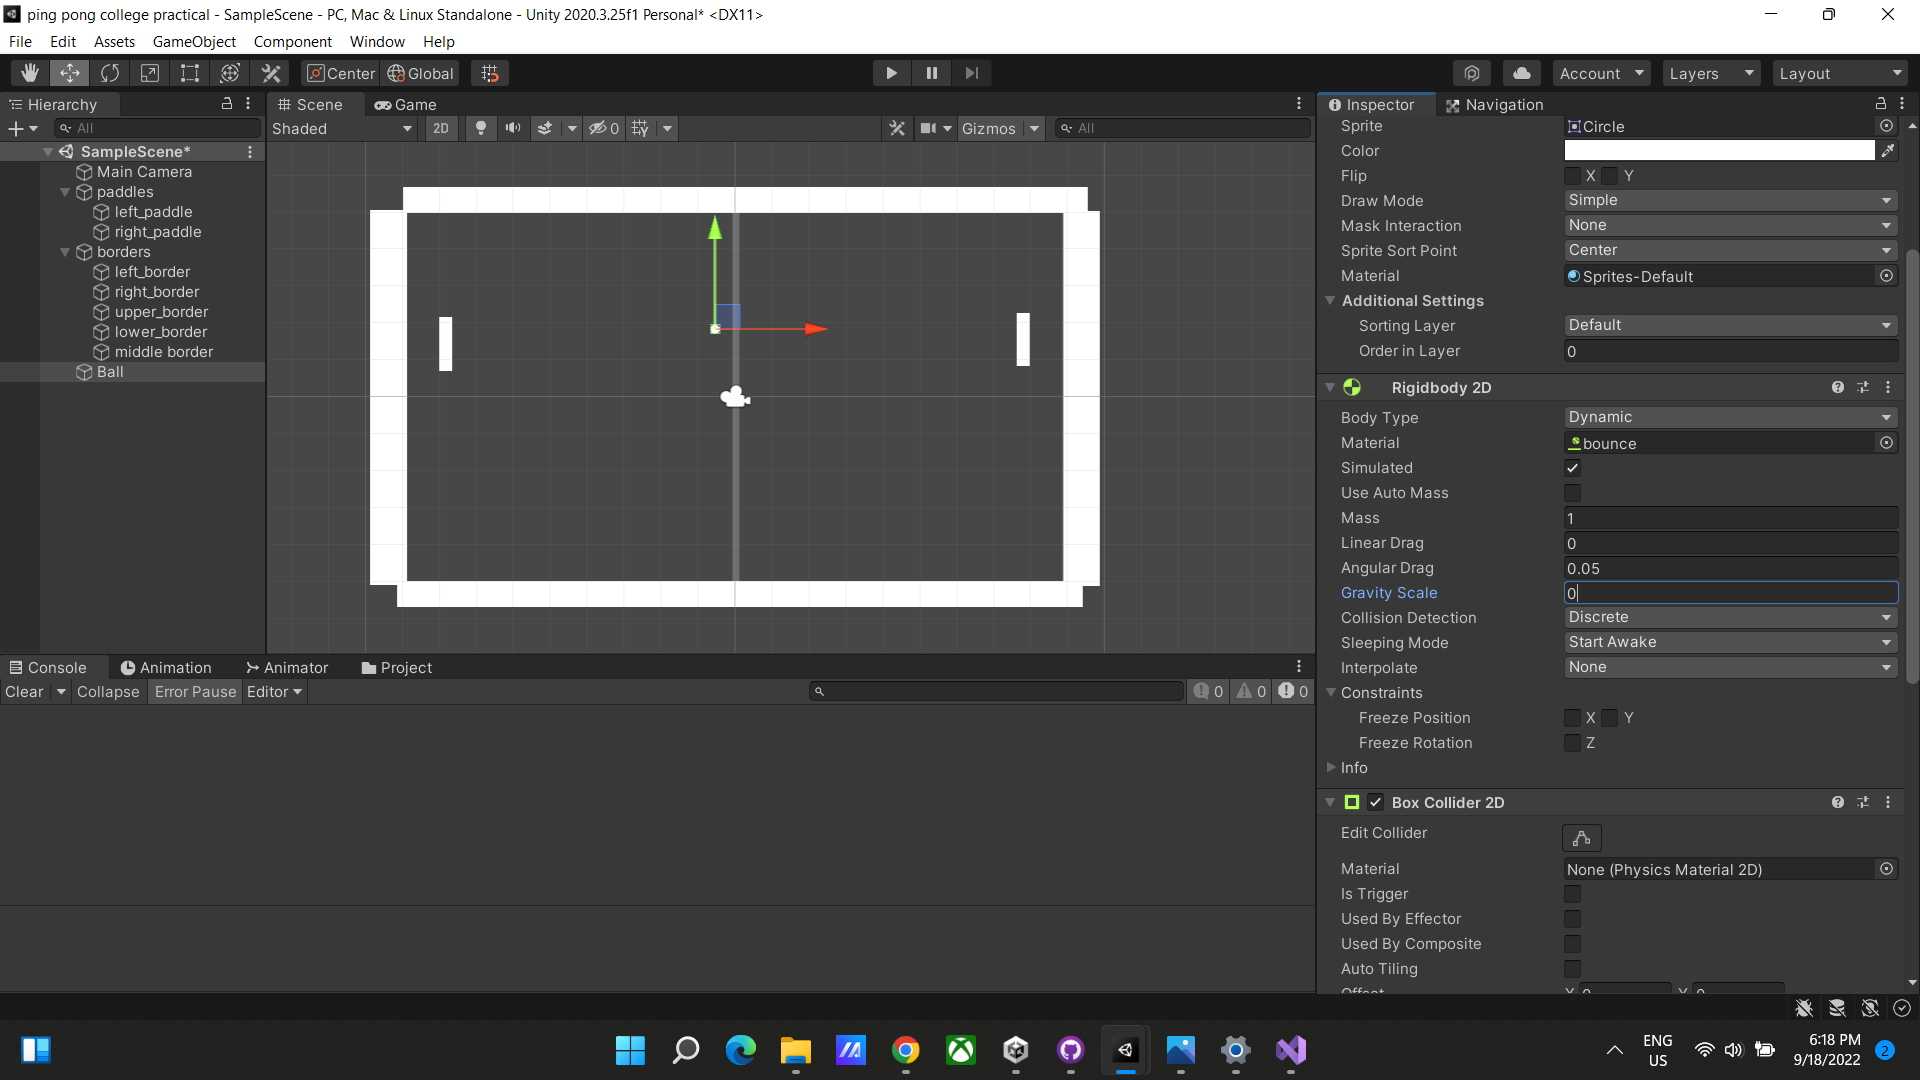 ping pong college practical - SampleScene - PC, Mac & Linux Standalone - Unity 2020.3.25f1 Personal* <DX11>
File Edit Assets GameObject Component Window Help
Center Global Account Layers Layout
Hierarchy
All
SampleScene*
Main Camera
paddles
left_paddle
right_paddle
borders
left_border
right_border
upper_border
lower_border
middle border
Ball
Scene Game
Shaded 2D 0 Gizmos All
Console Animation Animator Project
Clear Collapse Error Pause Editor 0 0 0
Inspector Navigation
Sprite Circle
Color
Flip X Y
Draw Mode Simple
Mask Interaction None
Sprite Sort Point Center
Material Sprites-Default
Additional Settings
Sorting Layer Default
Order in Layer 0
Rigidbody 2D
Body Type Dynamic
Material bounce
Simulated
Use Auto Mass
Mass 1
Linear Drag 0
Angular Drag 0.05
Gravity Scale 0
Collision Detection Discrete
Sleeping Mode Start Awake
Interpolate None
Constraints
Freeze Position X Y
Freeze Rotation Z
Info
Box Collider 2D
Edit Collider
Material None (Physics Material 2D)
Is Trigger
Used By Effector
Used By Composite
Auto Tiling
Offset X 0 Y 0
ENG
US
6:18 PM
9/18/2022
2